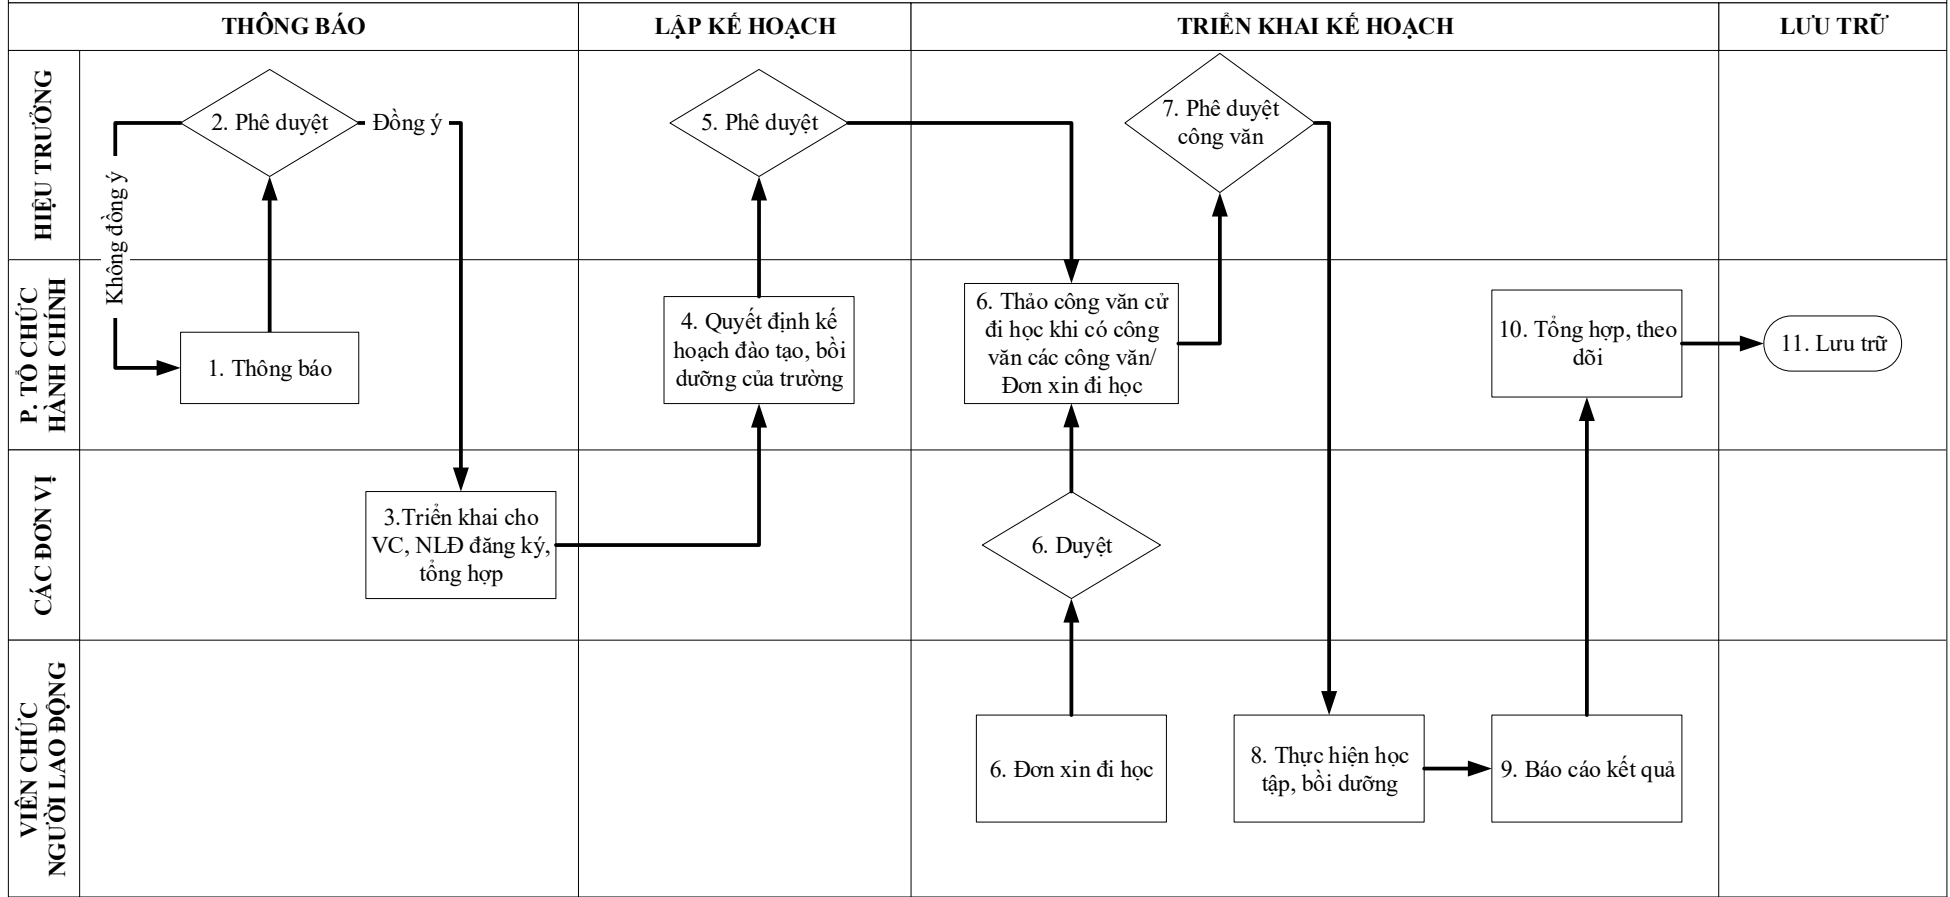 THÔNG BÁO
LẬP KẾ HOẠCH
TRIỂN KHAI KẾ HOẠCH
LƯU TRỮ
HIỆU TRƯỞNG
2. Phê duyệt
Đồng ý
Không đồng ý
5. Phê duyệt
7. Phê duyệt
công văn
P. TỔ CHỨC
HÀNH CHÍNH
1. Thông báo
4. Quyết định kế
hoạch đào tạo, bồi
dưỡng của trường
6. Thảo công văn cử
đi học khi có công
văn các công văn/
Đơn xin đi học
10. Tổng hợp, theo
dõi
11. Lưu trữ
CÁC ĐƠN VỊ
3.Triển khai cho
VC, NLĐ đăng ký,
tổng hợp
6. Duyệt
VIÊN CHỨC
NGƯỜI LAO ĐỘNG
6. Đơn xin đi học
8. Thực hiện học
tập, bồi dưỡng
9. Báo cáo kết quả